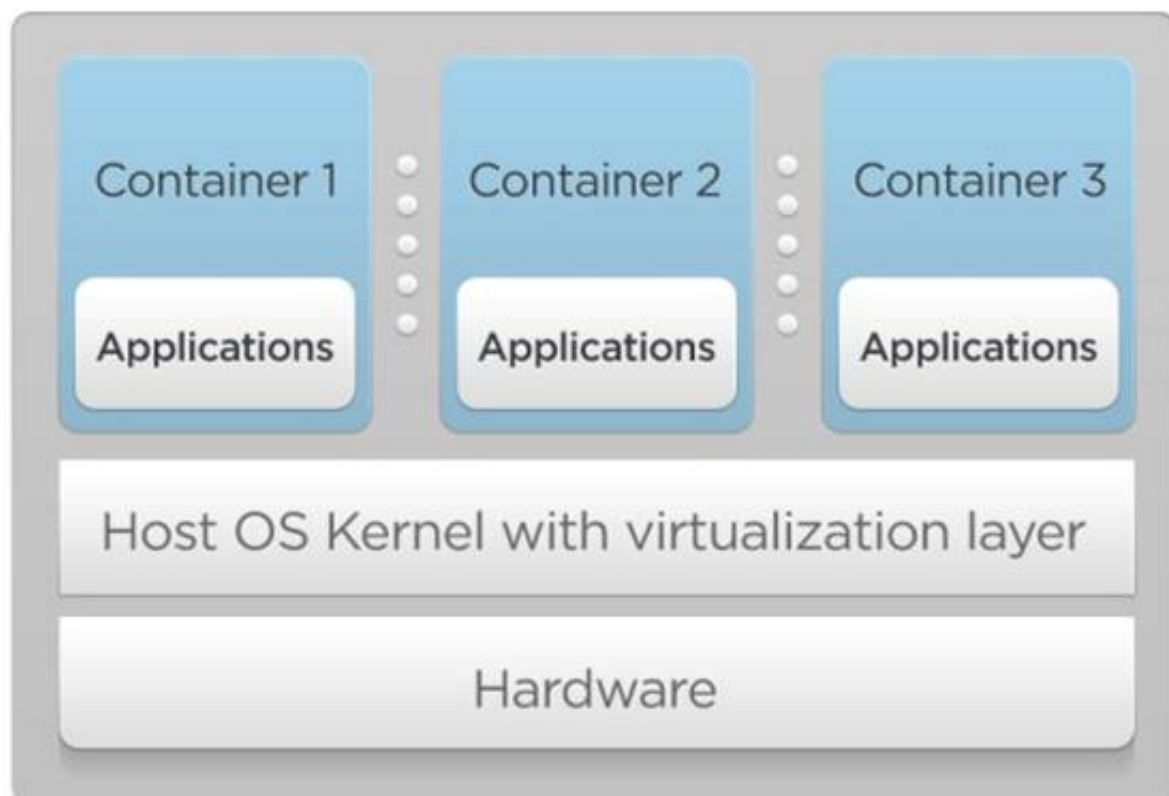 Container 1
Container 2
Container 3
Applications
Applications
Applications
Host OS Kernel with virtualization layer
Hardware